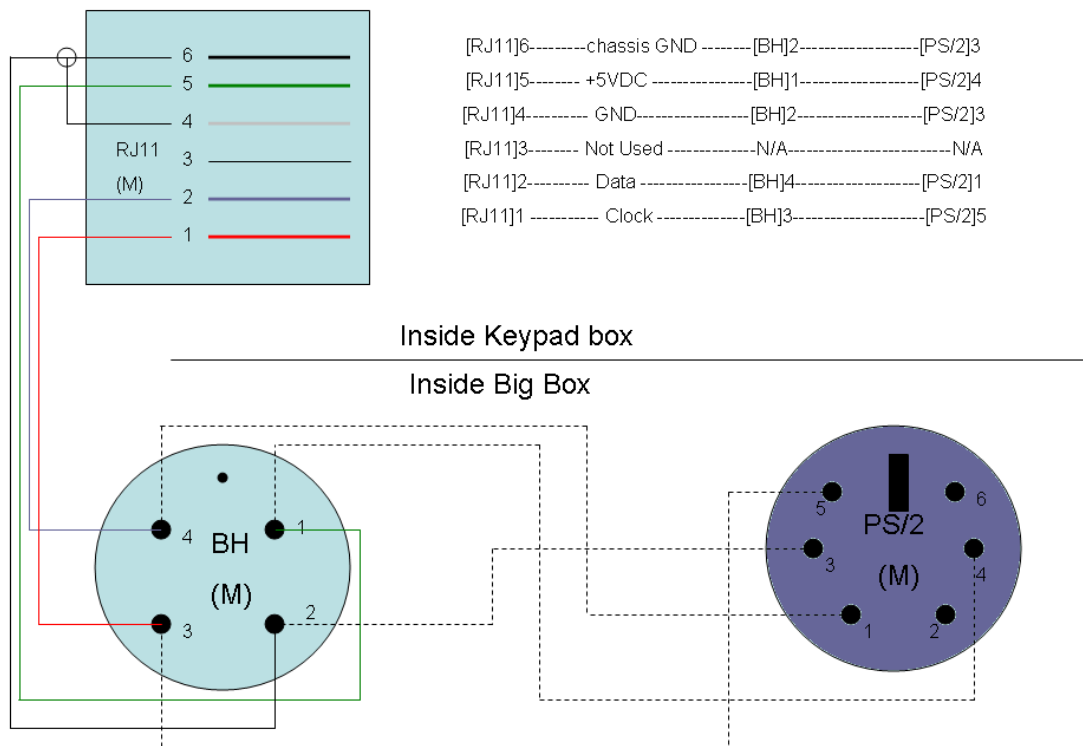 6
5
4
RJ11
3
(M)
2
1
[RJ11]6---------chassis GND --------[BH]2--------------------[PS/2]3
[RJ11]5------- +5VDC ----------------[BH]1------------------[PS/2]4
[RJ11]4-------- GND---------------------[BH]2--------------------[PS/2]3
[RJ11]3------- Not Used ---------------N/A-----------------------------N/A
[RJ11]2-------- Data -------------------[BH]4-----------------[PS/2]1
[RJ11]1 ---------- Clock ---------------[BH]3-------------------[PS/2]5
Inside Keypad box
Inside Big Box
4
BH
1
(M)
3
2
5
PS/2
6
3
(M)
4
1
2